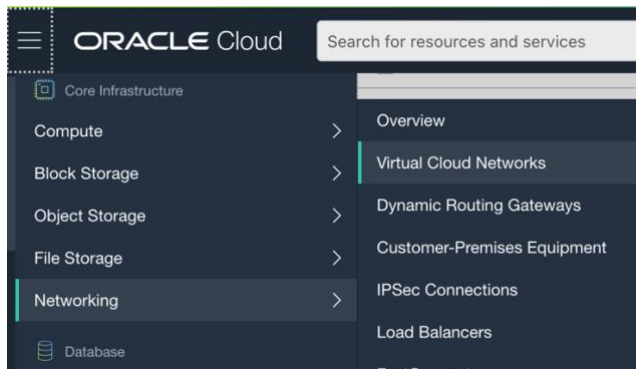 ORACLE Cloud
Search for resources and services
Core Infrastructure
Compute
Block Storage
Object Storage
File Storage
Networking
Database
Overview
Virtual Cloud Networks
Dynamic Routing Gateways
Customer-Premises Equipment
IPSec Connections
Load Balancers